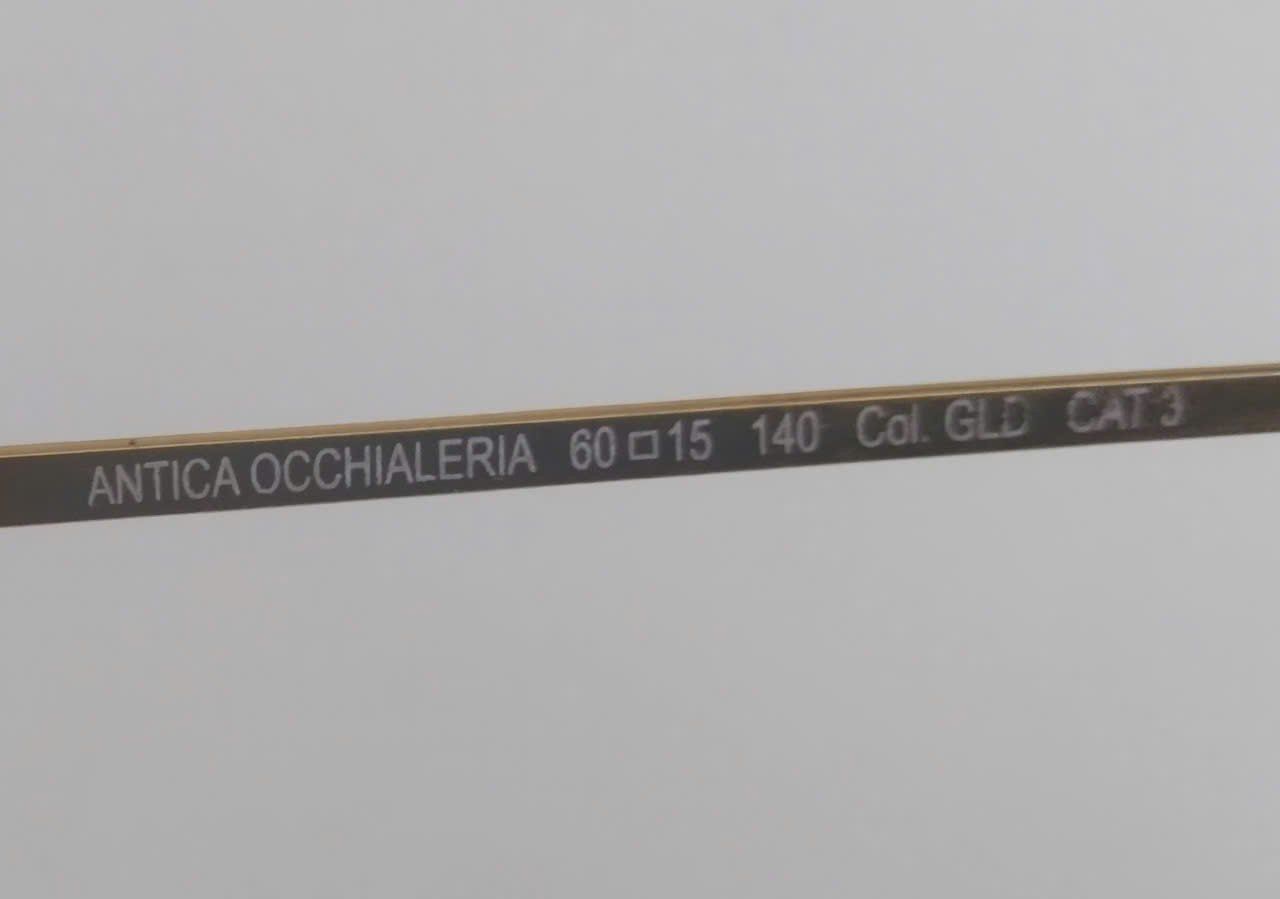 ANTICA OCCHIALERIA 60□15 140 Col. GLD CAT 3